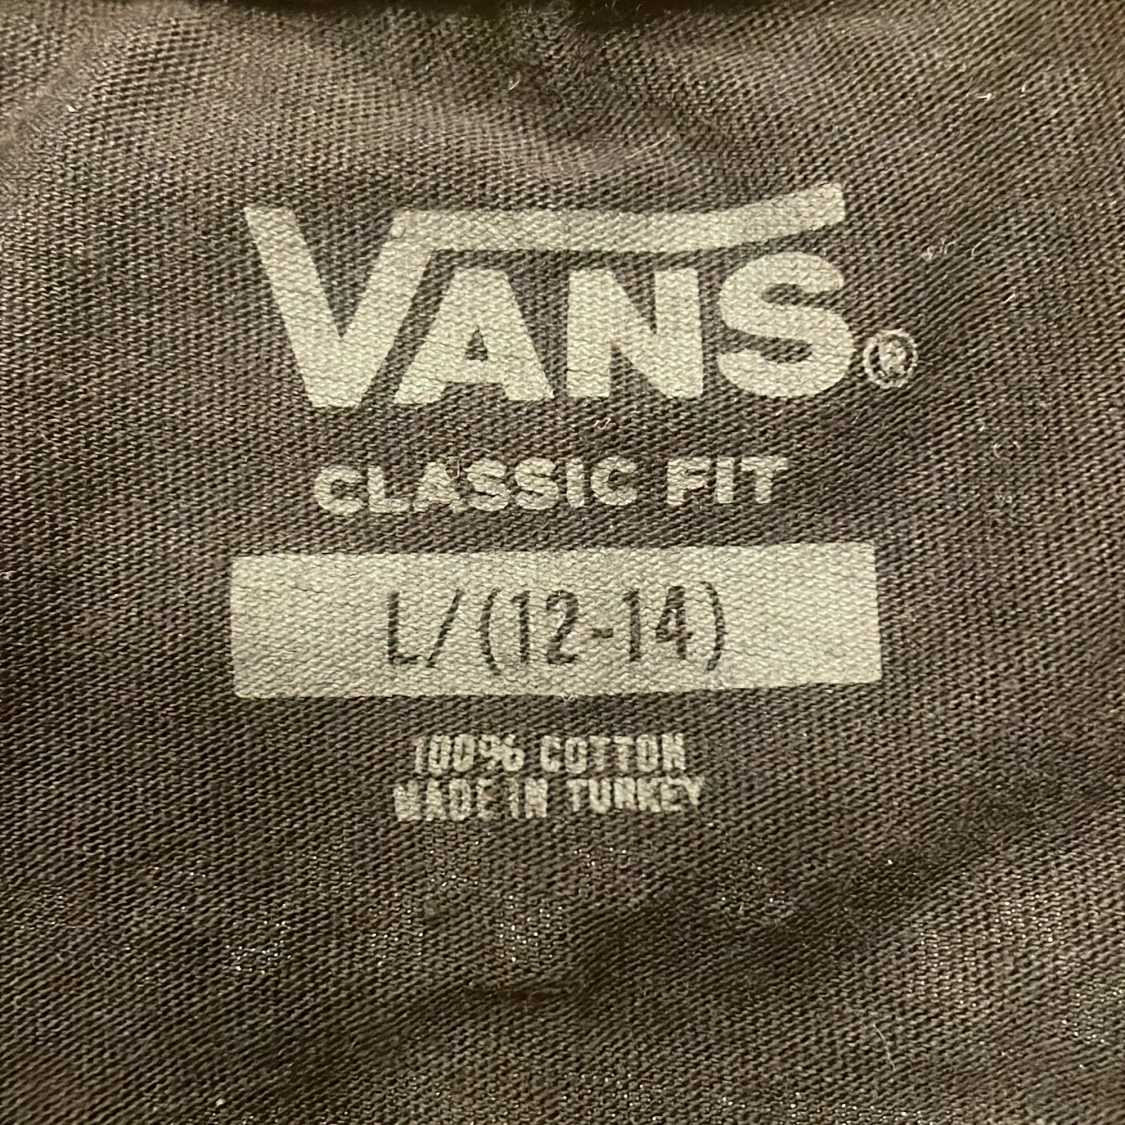 VANS®
CLASSIC FIT
L/(12-14)
100% COTTON
MADE IN TURKEY